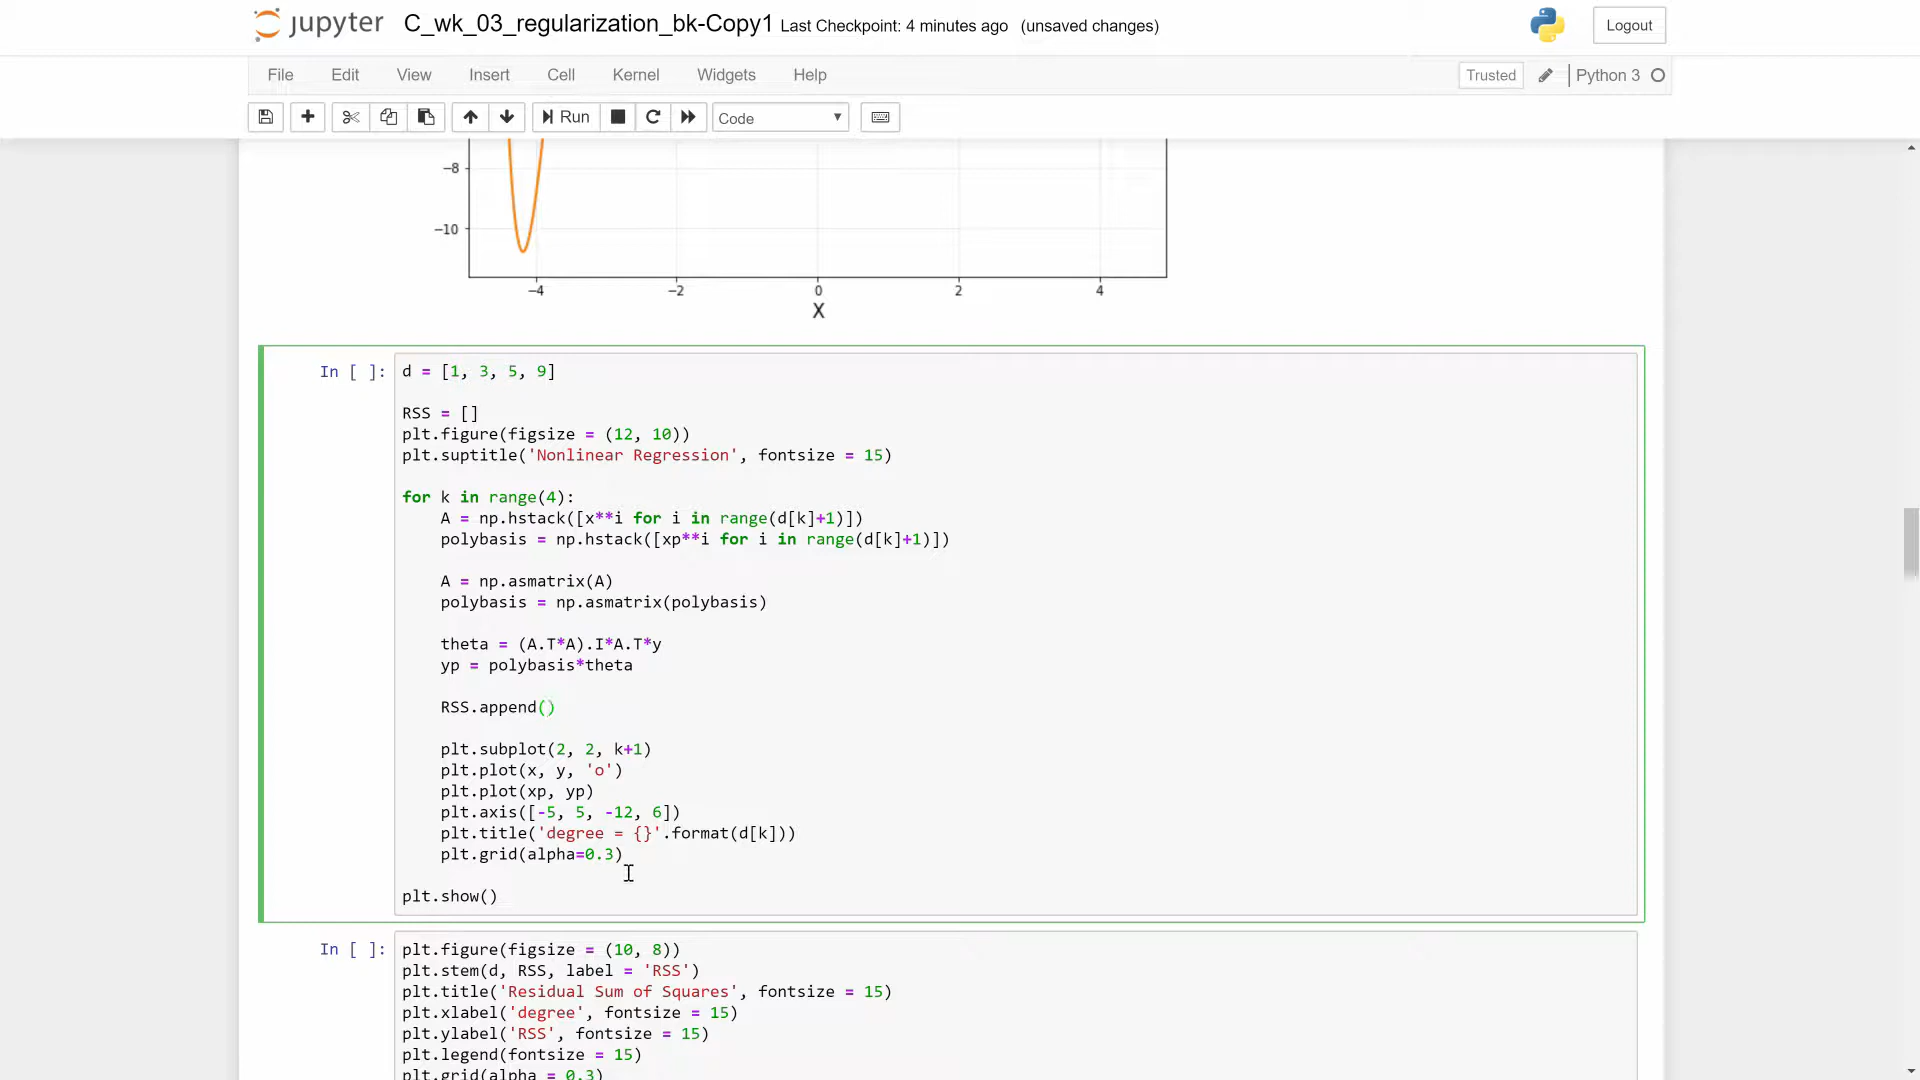 jupyter C_wk_03_regularization_bk-Copy1 Last Checkpoint: 4 minutes ago (unsaved changes) Logout
File Edit View Insert Cell Kernel Widgets Help Trusted Python 3
Run Code
−8
−10
−4 −2 0 2 4
X
In [ ]: d = [1, 3, 5, 9]
RSS = []
plt.figure(figsize = (12, 10))
plt.suptitle('Nonlinear Regression', fontsize = 15)
for k in range(4):
    A = np.hstack([x**i for i in range(d[k]+1)])
    polybasis = np.hstack([xp**i for i in range(d[k]+1)])
    A = np.asmatrix(A)
    polybasis = np.asmatrix(polybasis)
    theta = (A.T*A).I*A.T*y
    yp = polybasis*theta
    RSS.append()
    plt.subplot(2, 2, k+1)
    plt.plot(x, y, 'o')
    plt.plot(xp, yp)
    plt.axis([-5, 5, -12, 6])
    plt.title('degree = {}'.format(d[k]))
    plt.grid(alpha=0.3)
plt.show()
In [ ]: plt.figure(figsize = (10, 8))
plt.stem(d, RSS, label = 'RSS')
plt.title('Residual Sum of Squares', fontsize = 15)
plt.xlabel('degree', fontsize = 15)
plt.ylabel('RSS', fontsize = 15)
plt.legend(fontsize = 15)
plt.grid(alpha = 0.3)